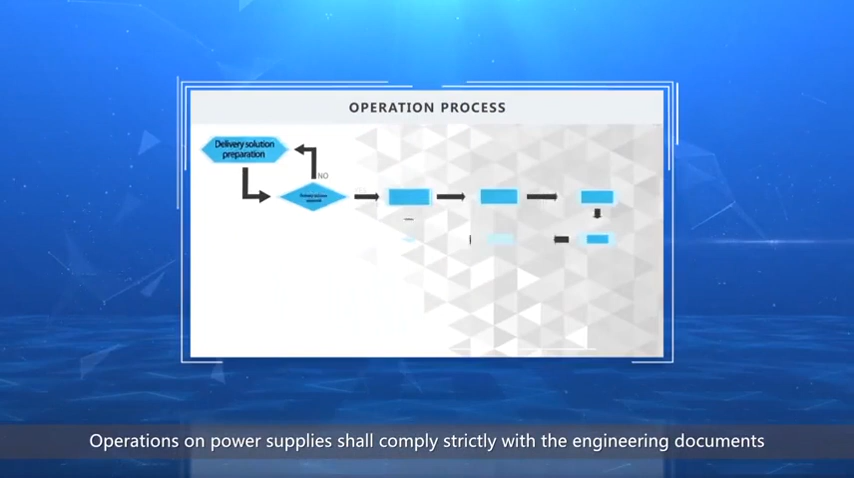 OPERATION PROCESS
Delivery solution
preparation
NO
Operations on power supplies shall comply strictly with the engineering documents